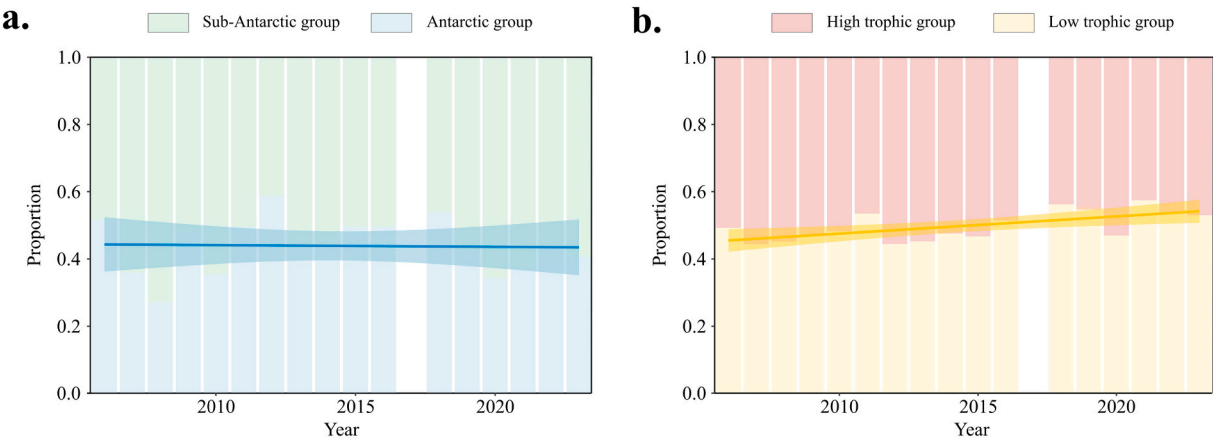 a.
Sub-Antarctic group
Antarctic group
1.0
0.8
0.6
0.4
0.2
0.0
Proportion
2010
2015
2020
Year
b.
High trophic group
Low trophic group
1.0
0.8
0.6
0.4
0.2
0.0
Proportion
2010
2015
2020
Year